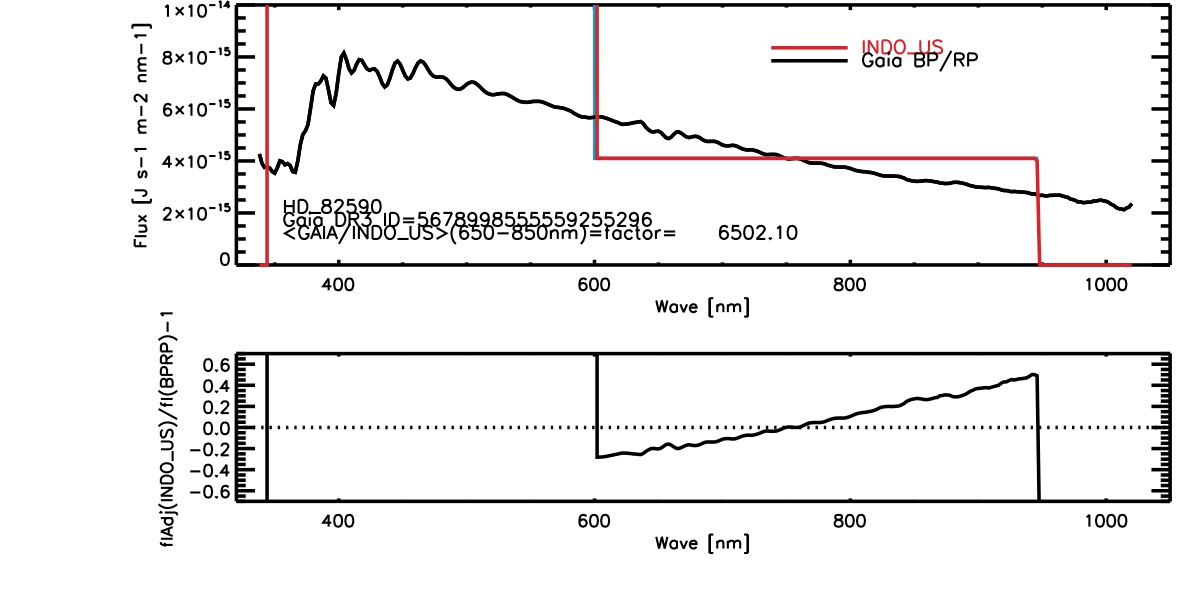 1×10−14
8×10−15
6×10−15
4×10−15
2×10−15
0
Flux [J s−1 m−2 nm−1]
INDO_US
Gaia BP/RP
HD_82590
Gaia DR3 ID=5678998555559255296
<GAIA/INDO_US>(650−850nm)=factor= 6502.10
400 600 800 1000
Wave [nm]
flAdj(INDO_US)/fl(BPRP)−1
0.6
0.4
0.2
0.0
−0.2
−0.4
−0.6
400 600 800 1000
Wave [nm]